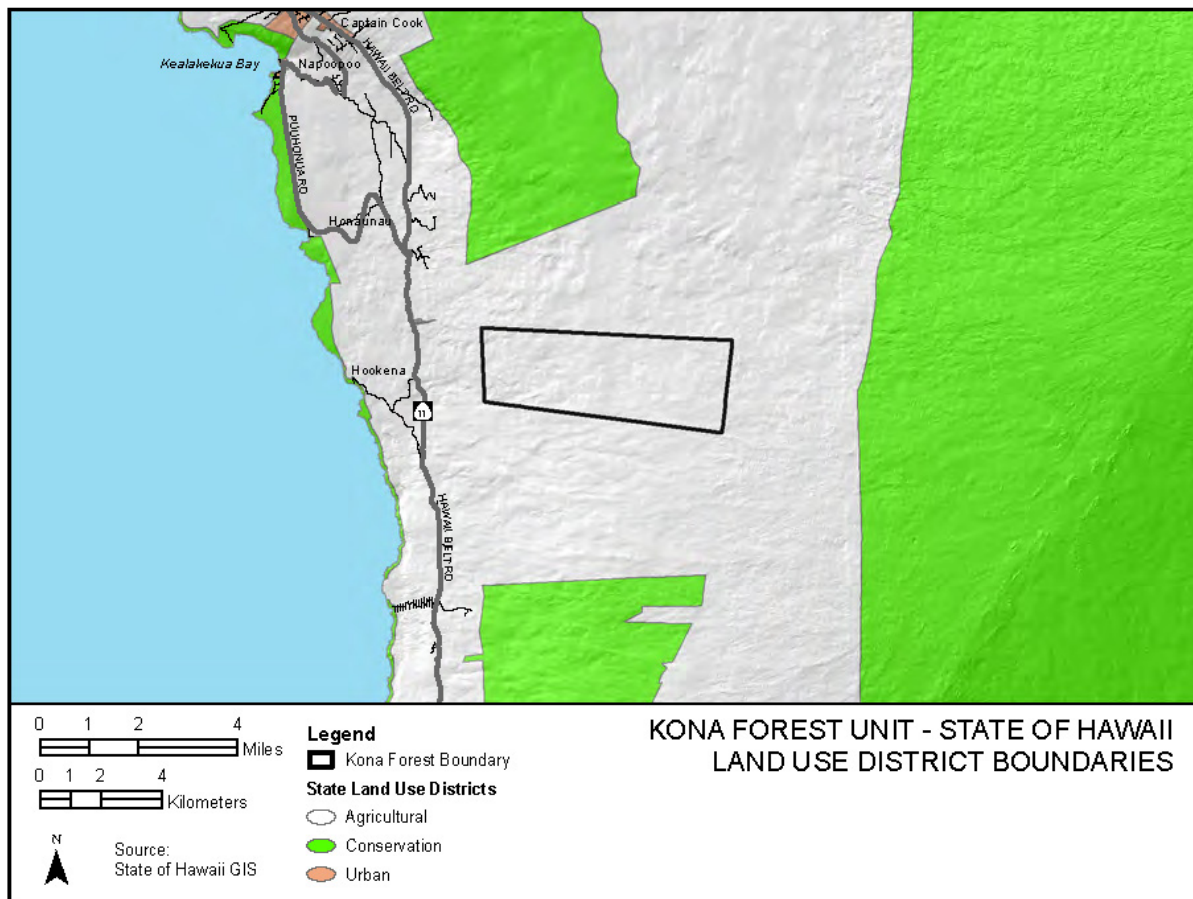 Captain Cook
HAWAII BELT RD
Kealakekua Bay
Napoopoo
PUUHONUA RD
Honaunau
Hookena
11
HAWAII BELT RD
0 1 2 4
Miles
0 1 2 4
Kilometers
N
Source:
State of Hawaii GIS
Legend
Kona Forest Boundary
State Land Use Districts
Agricultural
Conservation
Urban
KONA FOREST UNIT - STATE OF HAWAII
LAND USE DISTRICT BOUNDARIES